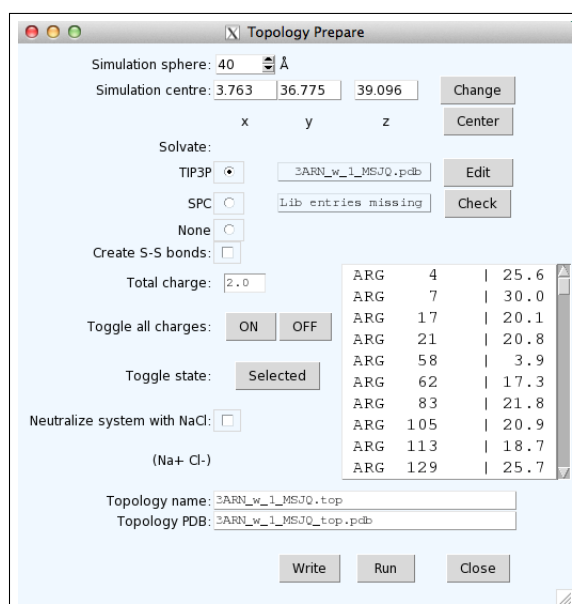 Topology Prepare
Simulation sphere: 40 Å
Simulation centre: 3.763 36.775 39.096 Change
x y z Center
Solvate:
TIP3P 3ARN_w_1_MSJQ.pdb Edit
SPC Lib entries missing Check
None
Create S-S bonds:
Total charge: 2.0
ARG 4 | 25.6
ARG 7 | 30.0
ARG 17 | 20.1
ARG 21 | 20.8
ARG 58 | 3.9
ARG 62 | 17.3
ARG 83 | 21.8
ARG 105 | 20.9
ARG 113 | 18.7
ARG 129 | 25.7
Toggle all charges: ON OFF
Toggle state: Selected
Neutralize system with NaCl:
(Na+ Cl-)
Topology name: 3ARN_w_1_MSJQ.top
Topology PDB: 3ARN_w_1_MSJQ_top.pdb
Write Run Close